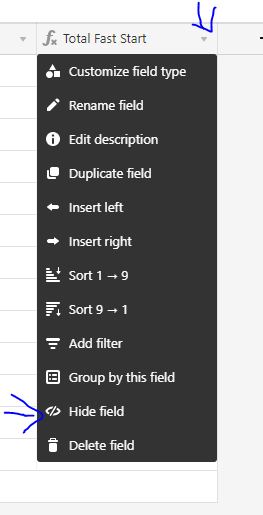 fx Total Fast Start
Customize field type
Rename field
Edit description
Duplicate field
Insert left
Insert right
Sort 1 → 9
Sort 9 → 1
Add filter
Group by this field
Hide field
Delete field